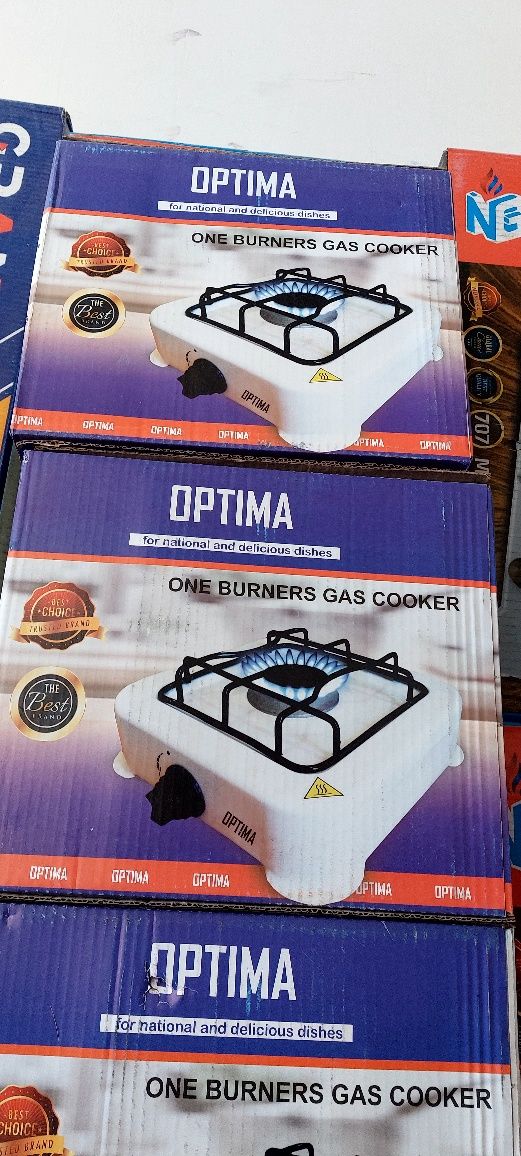 OPTIMA
for national and delicious dishes
ONE BURNERS GAS COOKER
BEST
CHOICE
TRUSTED BRAND
THE
Best
BRAND
OPTIMA
OPTIMA OPTIMA OPTIMA OPTIMA OPTIMA OPTIMA
NE
707
OPTIMA
for national and delicious dishes
ONE BURNERS GAS COOKER
BEST
CHOICE
TRUSTED BRAND
THE
Best
BRAND
OPTIMA
OPTIMA OPTIMA OPTIMA OPTIMA OPTIMA
OPTIMA
for national and delicious dishes
ONE BURNERS GAS COOKER
BEST
CHOICE
BRAND